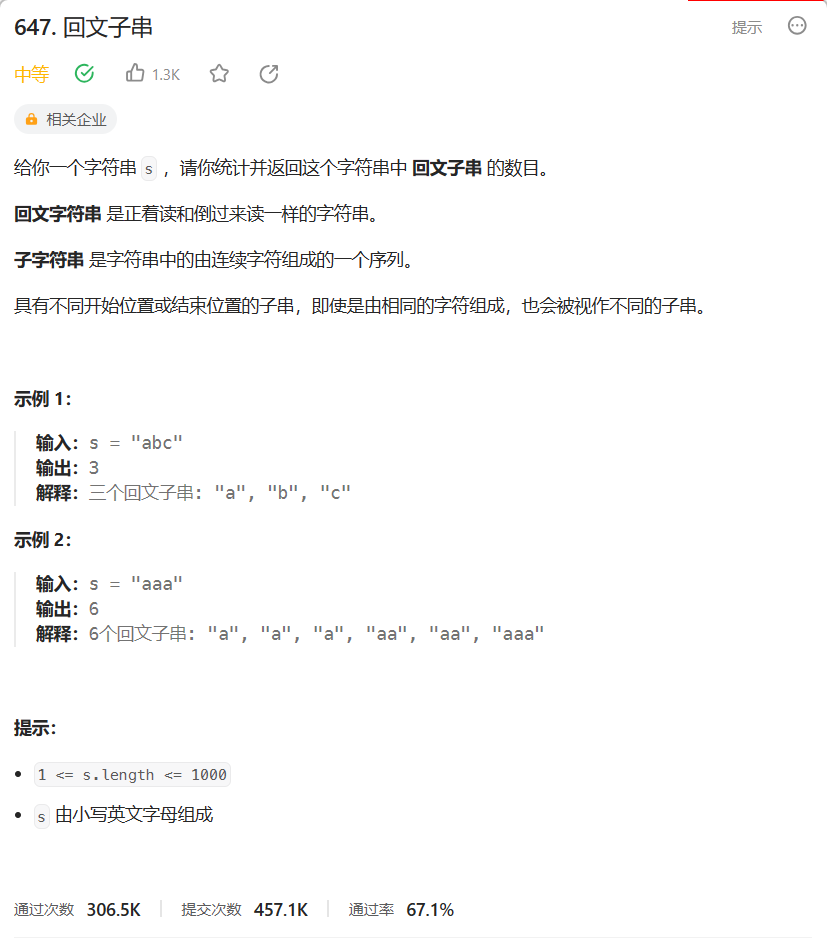 647. 回文子串
提示
中等
1.3K
相关企业
给你一个字符串 s ，请你统计并返回这个字符串中 回文子串 的数目。
回文字符串 是正着读和倒过来读一样的字符串。
子字符串 是字符串中的由连续字符组成的一个序列。
具有不同开始位置或结束位置的子串，即使是由相同的字符组成，也会被视作不同的子串。
示例 1：
输入：s = "abc"
输出：3
解释：三个回文子串: "a", "b", "c"
示例 2：
输入：s = "aaa"
输出：6
解释：6个回文子串: "a", "a", "a", "aa", "aa", "aaa"
提示：
1 <= s.length <= 1000
s 由小写英文字母组成
通过次数 306.5K
提交次数 457.1K
通过率 67.1%